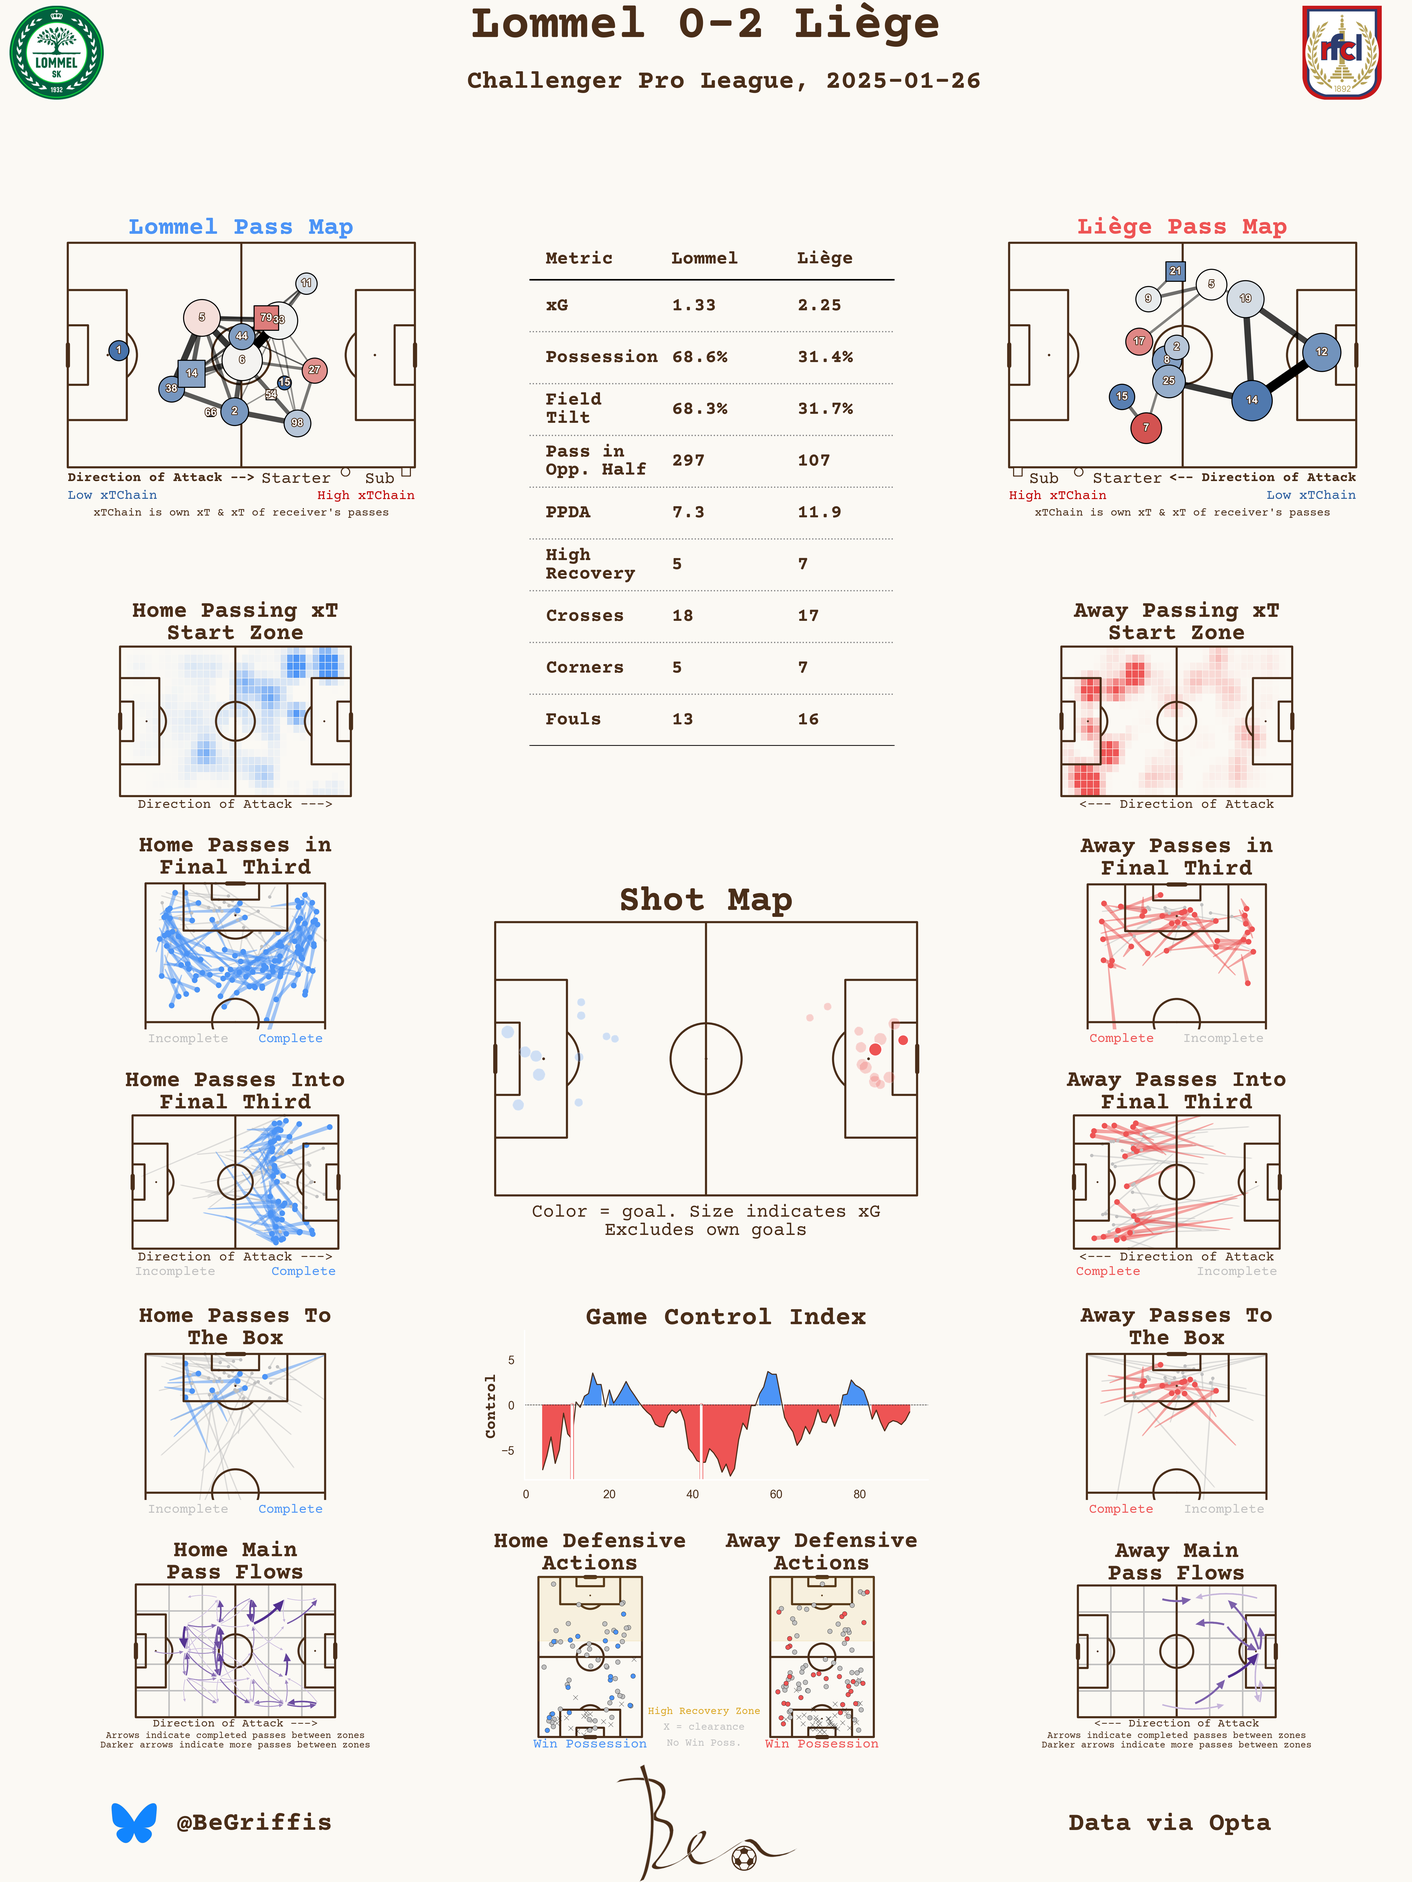 Lommel 0-2 Liège
Challenger Pro League, 2025-01-26
LOMMEL
SK
1932
rfcl
1892
Lommel Pass Map
11
5
79
33
44
1
6
14
27
38
15
54
66
2
98
Direction of Attack --> Starter Sub
Low xTChain High xTChain
xTChain is own xT & xT of receiver's passes
Metric Lommel Liège
xG 1.33 2.25
Possession 68.6% 31.4%
Field
Tilt 68.3% 31.7%
Pass in
Opp. Half 297 107
PPDA 7.3 11.9
High
Recovery 5 7
Crosses 18 17
Corners 5 7
Fouls 13 16
Liège Pass Map
21
5
9
19
17
2
8
12
25
15
14
7
Sub Starter <-- Direction of Attack
High xTChain Low xTChain
xTChain is own xT & xT of receiver's passes
Home Passing xT
Start Zone
Direction of Attack --->
Away Passing xT
Start Zone
<--- Direction of Attack
Home Passes in
Final Third
Incomplete Complete
Away Passes in
Final Third
Complete Incomplete
Shot Map
Color = goal. Size indicates xG
Excludes own goals
Home Passes Into
Final Third
Direction of Attack --->
Incomplete Complete
Away Passes Into
Final Third
<--- Direction of Attack
Complete Incomplete
Home Passes To
The Box
Incomplete Complete
Game Control Index
Control
5
0
−5
0 20 40 60 80
Away Passes To
The Box
Complete Incomplete
Home Main
Pass Flows
Direction of Attack --->
Arrows indicate completed passes between zones
Darker arrows indicate more passes between zones
Home Defensive
Actions
Win Possession
High Recovery Zone
X = clearance
No Win Poss.
Away Defensive
Actions
Win Possession
Away Main
Pass Flows
<--- Direction of Attack
Arrows indicate completed passes between zones
Darker arrows indicate more passes between zones
@BeGriffis
Ben
Data via Opta